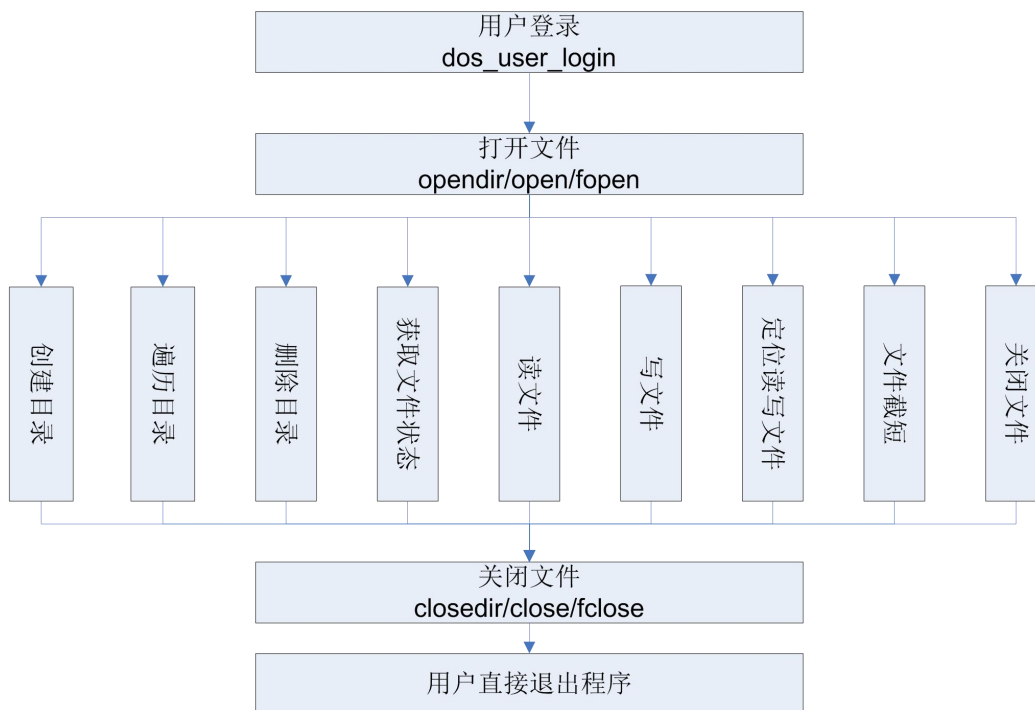 用户登录
dos_user_login
打开文件
opendir/open/fopen
创建目录
遍历目录
删除目录
获取文件状态
读文件
写文件
定位读写文件
文件截短
关闭文件
关闭文件
closedir/close/fclose
用户直接退出程序